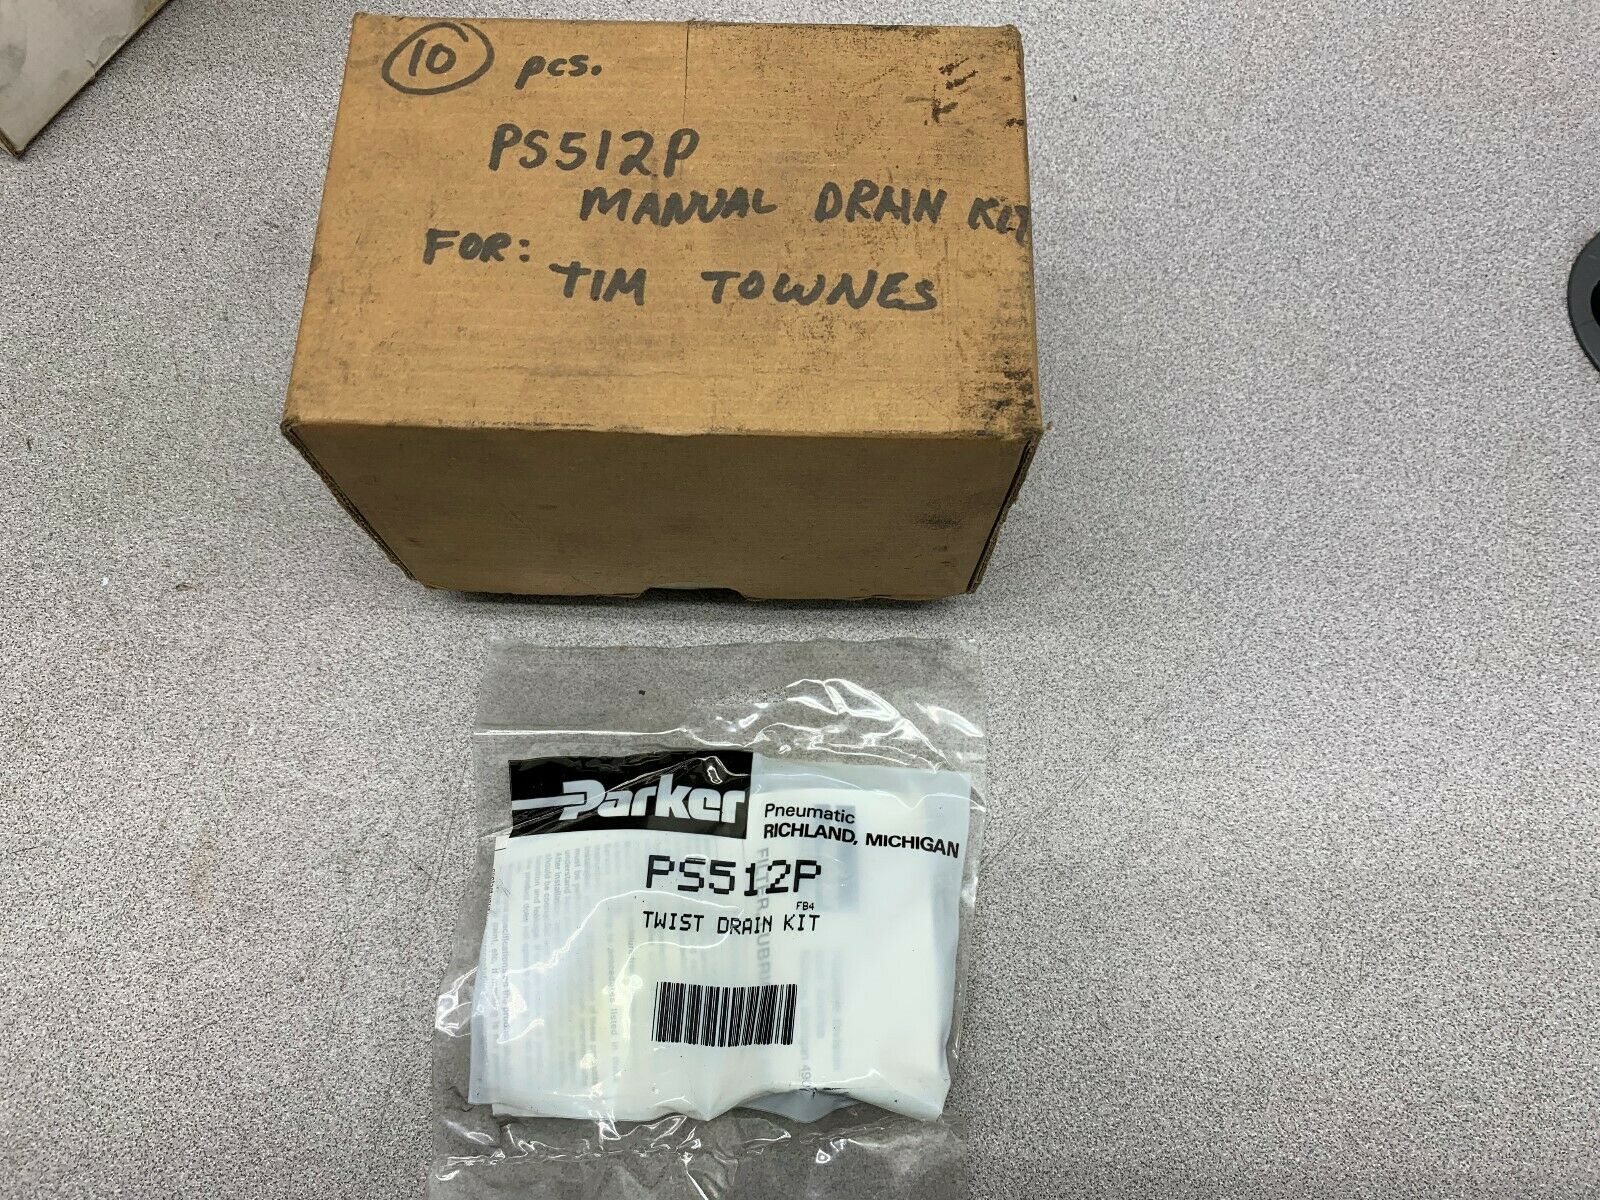 10 pcs.
PS512P
MANUAL DRAIN KIT
FOR:
TIM TOWNES
Parker
Pneumatic
RICHLAND, MICHIGAN
PS512P
FB4
TWIST DRAIN KIT